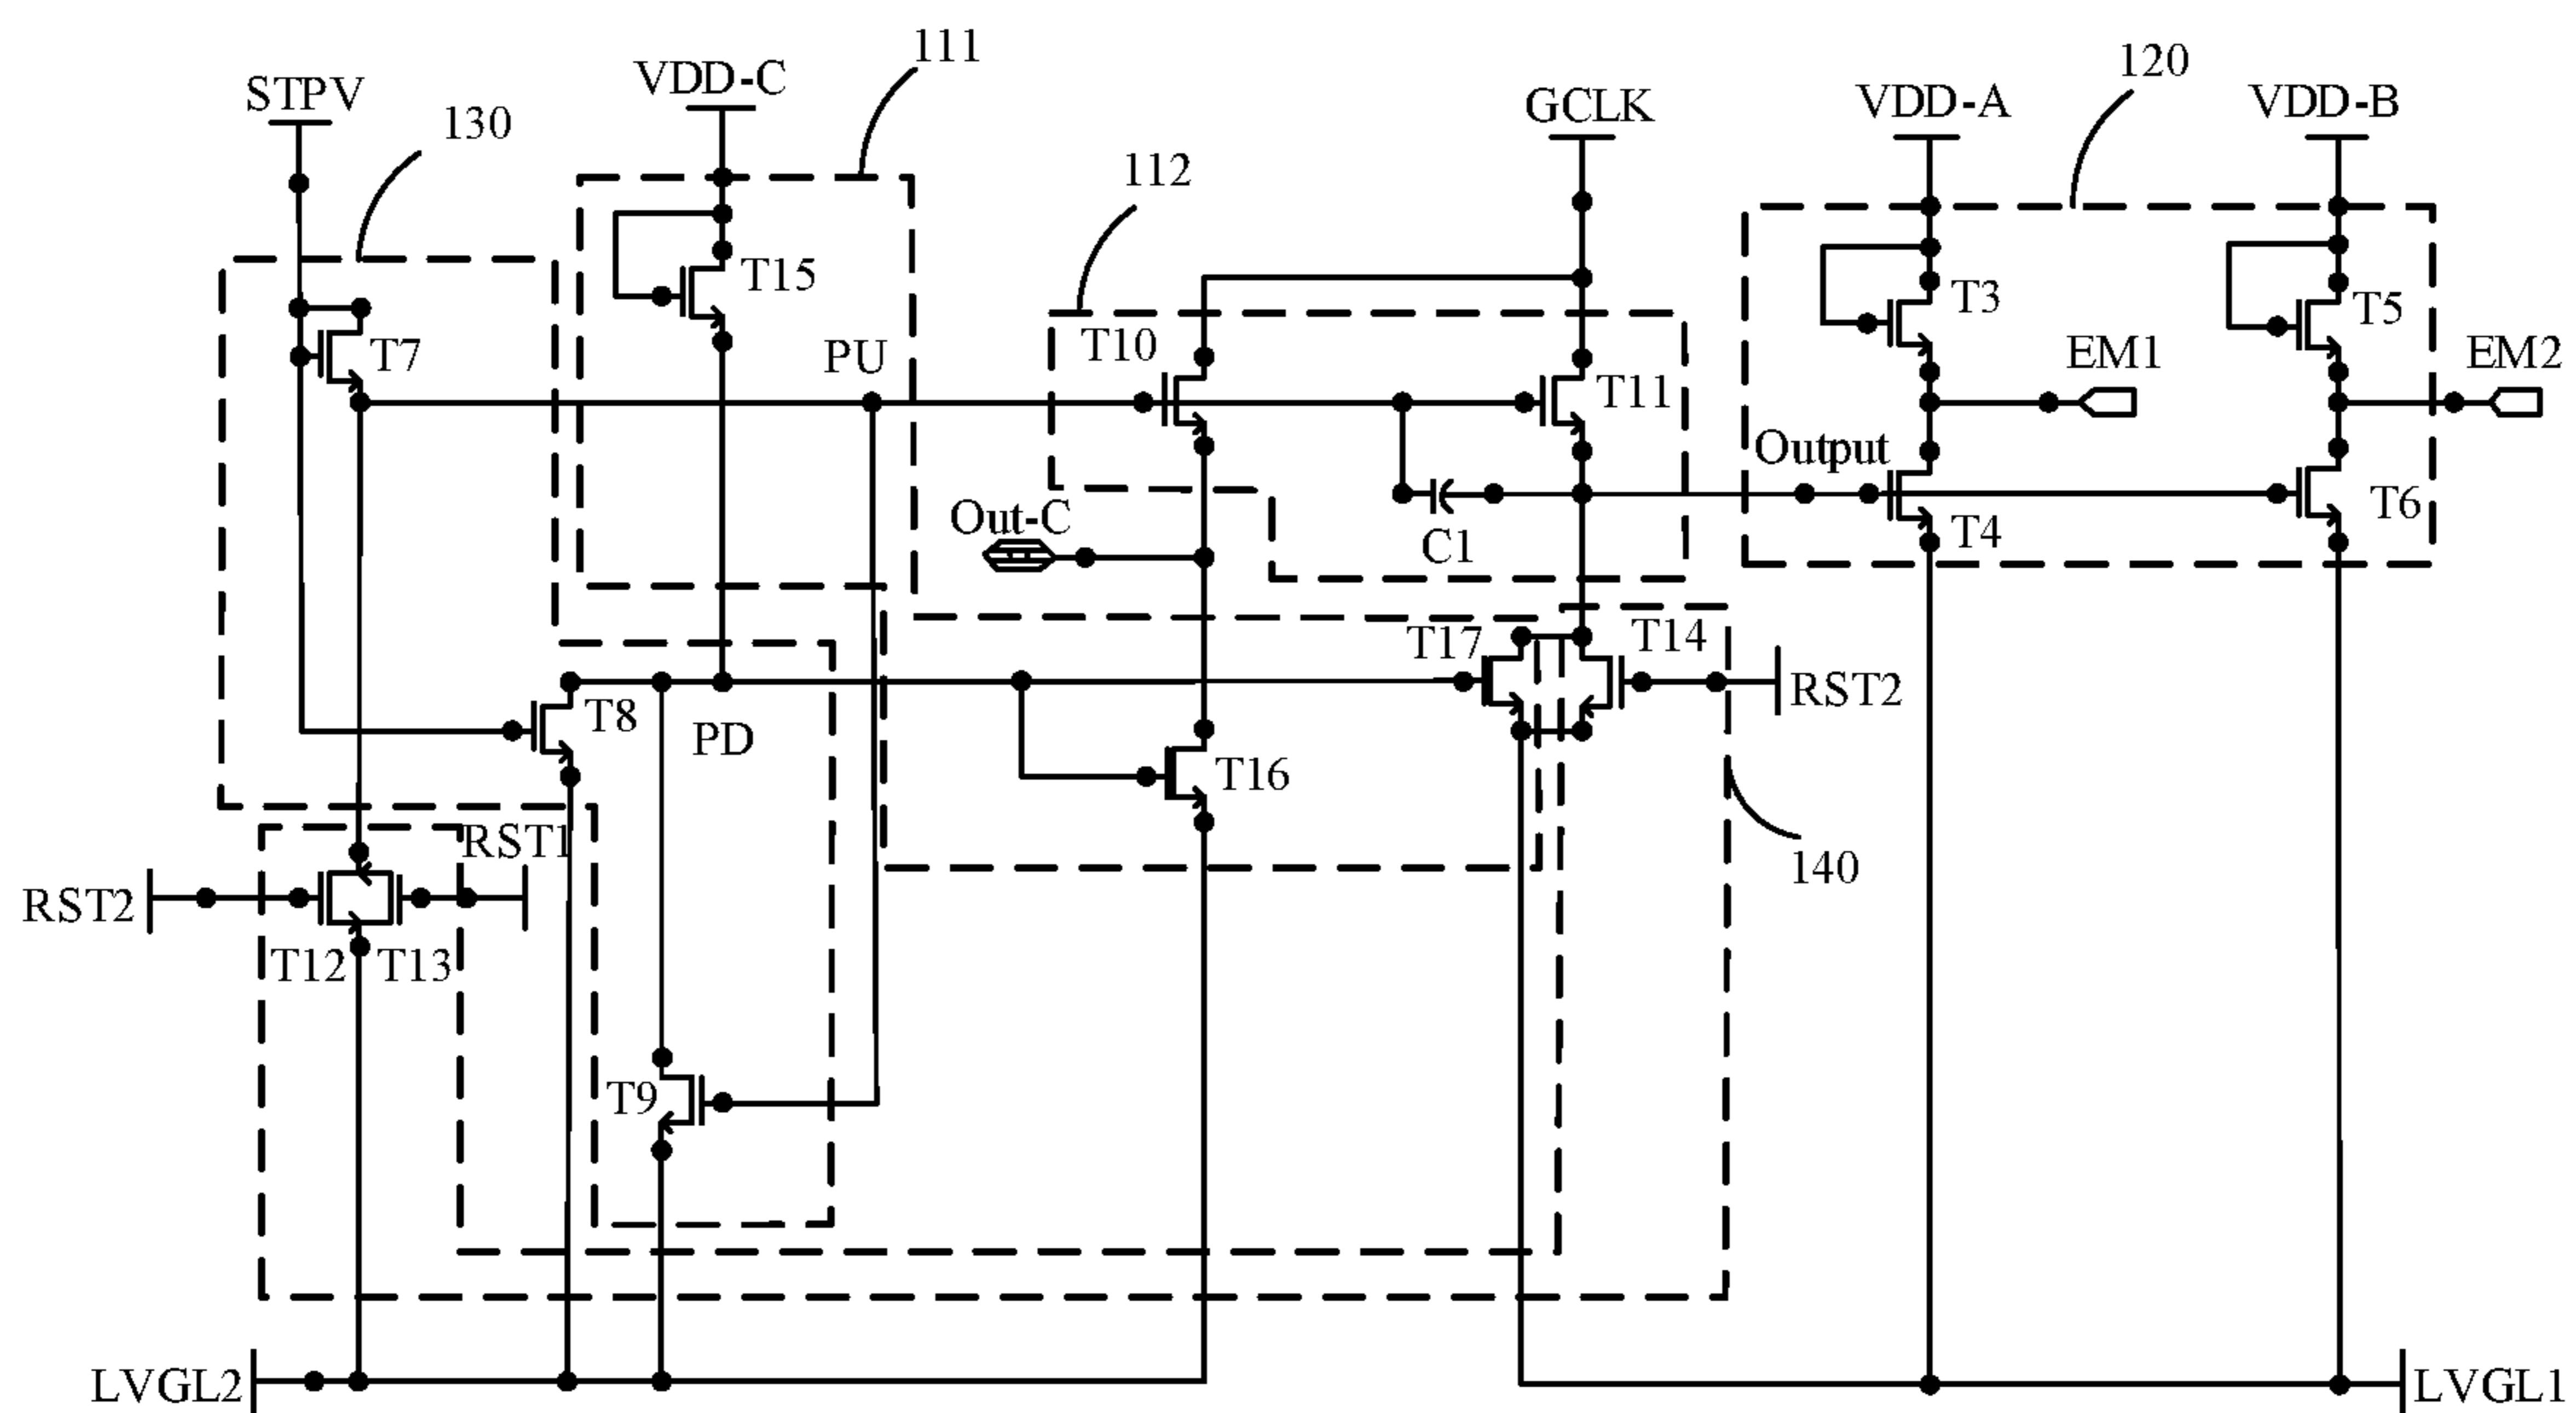 111
120
STPV
VDD-C
GCLK
VDD-A
VDD-B
130
112
T15
T3
T5
T7
PU
T10
T11
EM1
EM2
Output
Out-C
C1
T4
T6
T17
T14
RST2
T8
PD
T16
RST1
140
RST2
T12
T13
T9
LVGL2
LVGL1